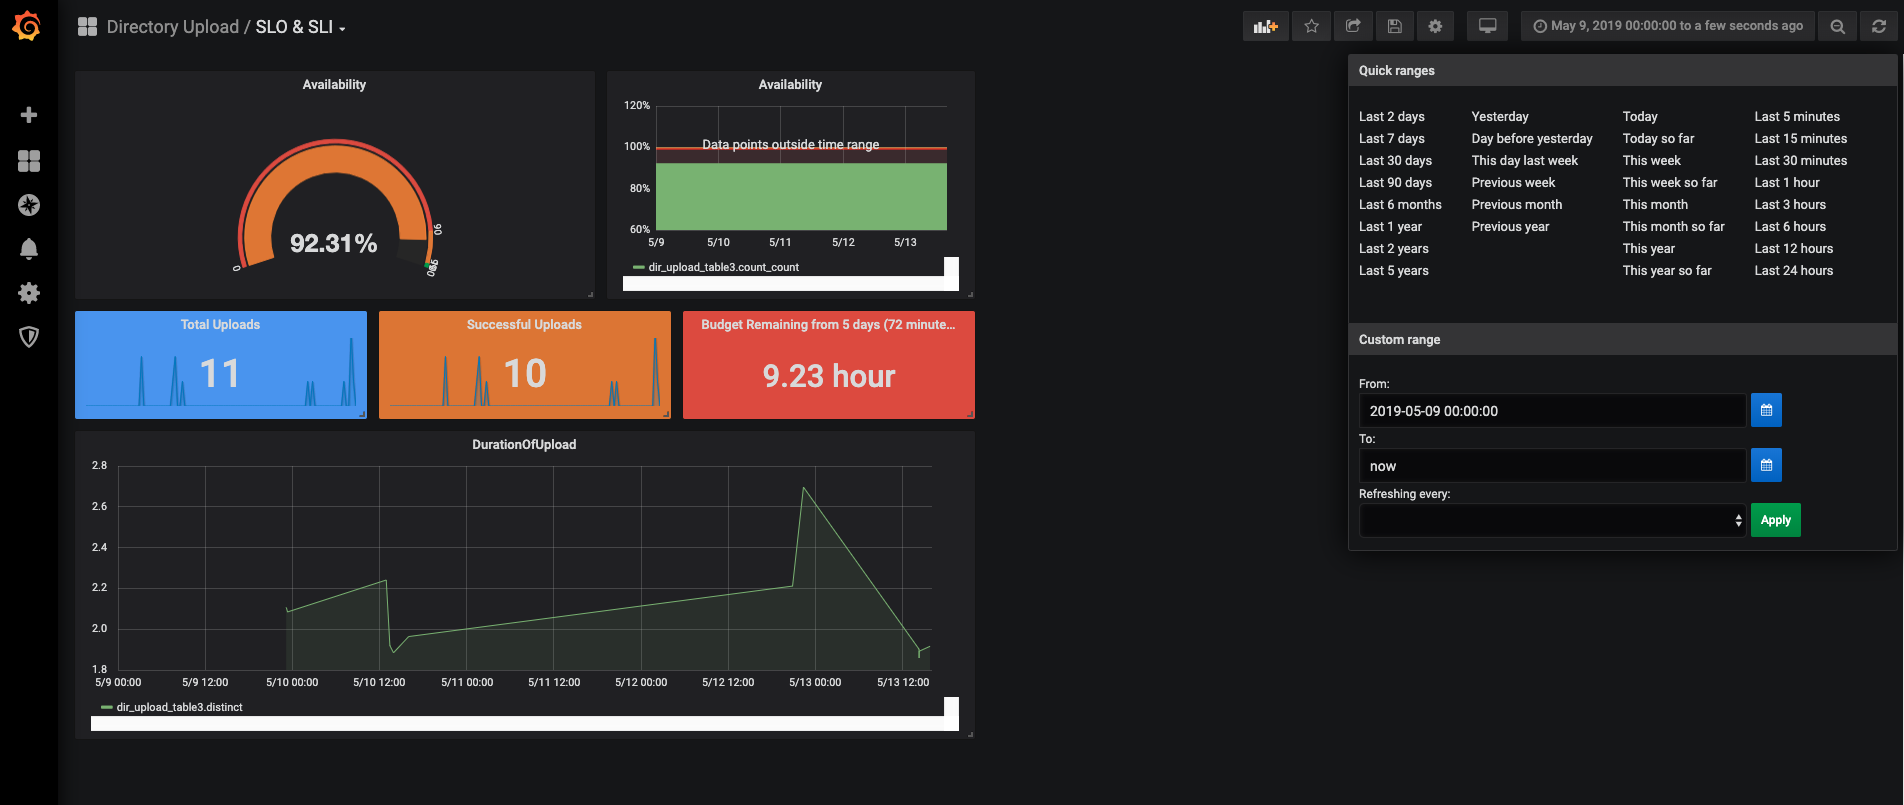 Directory Upload / SLO & SLI
May 9, 2019 00:00:00 to a few seconds ago
Availability
92.31%
0
90
Availability
120%
100%
80%
60%
Data points outside time range
5/9 5/10 5/11 5/12 5/13
dir_upload_table3.count_count
Total Uploads
11
Successful Uploads
10
Budget Remaining from 5 days (72 minute...
9.23 hour
DurationOfUpload
2.8
2.6
2.4
2.2
2.0
1.8
5/9 00:00 5/9 12:00 5/10 00:00 5/10 12:00 5/11 00:00 5/11 12:00 5/12 00:00 5/12 12:00 5/13 00:00 5/13 12:00
dir_upload_table3.distinct
Quick ranges
Last 2 days Yesterday Today Last 5 minutes
Last 7 days Day before yesterday Today so far Last 15 minutes
Last 30 days This day last week This week Last 30 minutes
Last 90 days Previous week This week so far Last 1 hour
Last 6 months Previous month This month Last 3 hours
Last 1 year Previous year This month so far Last 6 hours
Last 2 years This year Last 12 hours
Last 5 years This year so far Last 24 hours
Custom range
From:
2019-05-09 00:00:00
To:
now
Refreshing every:
Apply